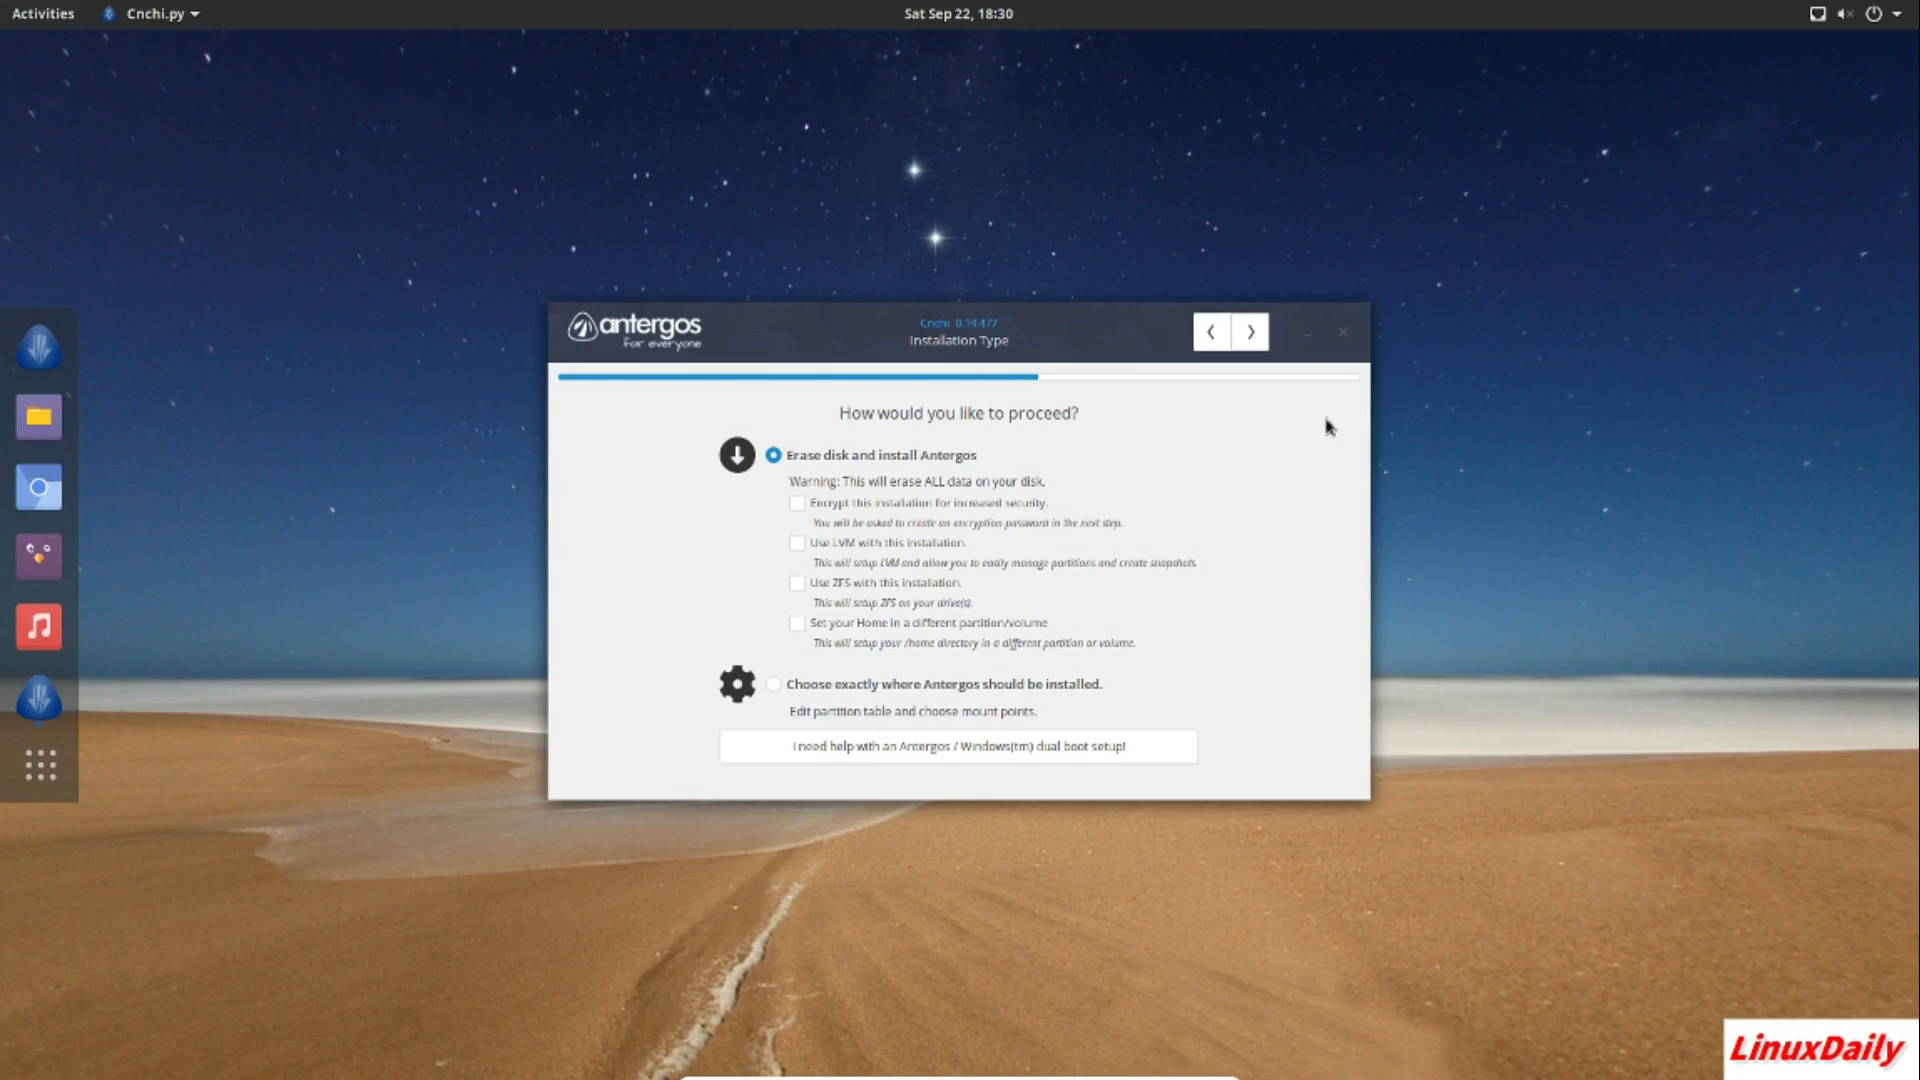 Activities
Cnchi.py
Sat Sep 22, 18:30
antergos
for everyone
Cnchi 0.14.477
Installation Type
How would you like to proceed?
Erase disk and install Antergos
Warning: This will erase ALL data on your disk.
Encrypt this installation for increased security.
You will be asked to create an encryption password in the next step.
Use LVM with this installation.
This will setup LVM and allow you to easily manage partitions and create snapshots.
Use ZFS with this installation.
This will setup ZFS on your drive(s).
Set your Home in a different partition/volume
This will setup your /home directory in a different partition or volume.
Choose exactly where Antergos should be installed.
Edit partition table and choose mount points.
I need help with an Antergos / Windows(tm) dual boot setup!
LinuxDaily